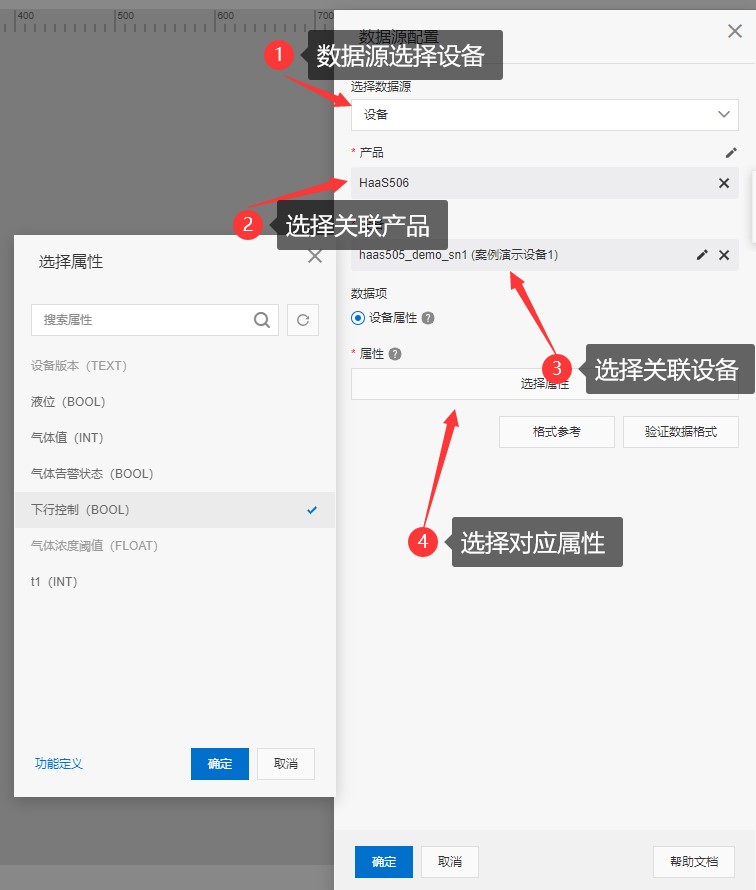 400
500
600
700
数据源配置
1
数据源选择设备
选择数据源
设备
* 产品
HaaS506
2
选择关联产品
haas505_demo_sn1 (案例演示设备1)
数据项
设备属性 ?
* 属性 ?
3
选择关联设备
选择属性
格式参考
验证数据格式
4
选择对应属性
选择属性
搜索属性
设备版本（TEXT）
液位（BOOL）
气体值（INT）
气体告警状态（BOOL）
下行控制（BOOL）
气体浓度阈值（FLOAT）
t1（INT）
功能定义
确定
取消
确定
取消
帮助文档